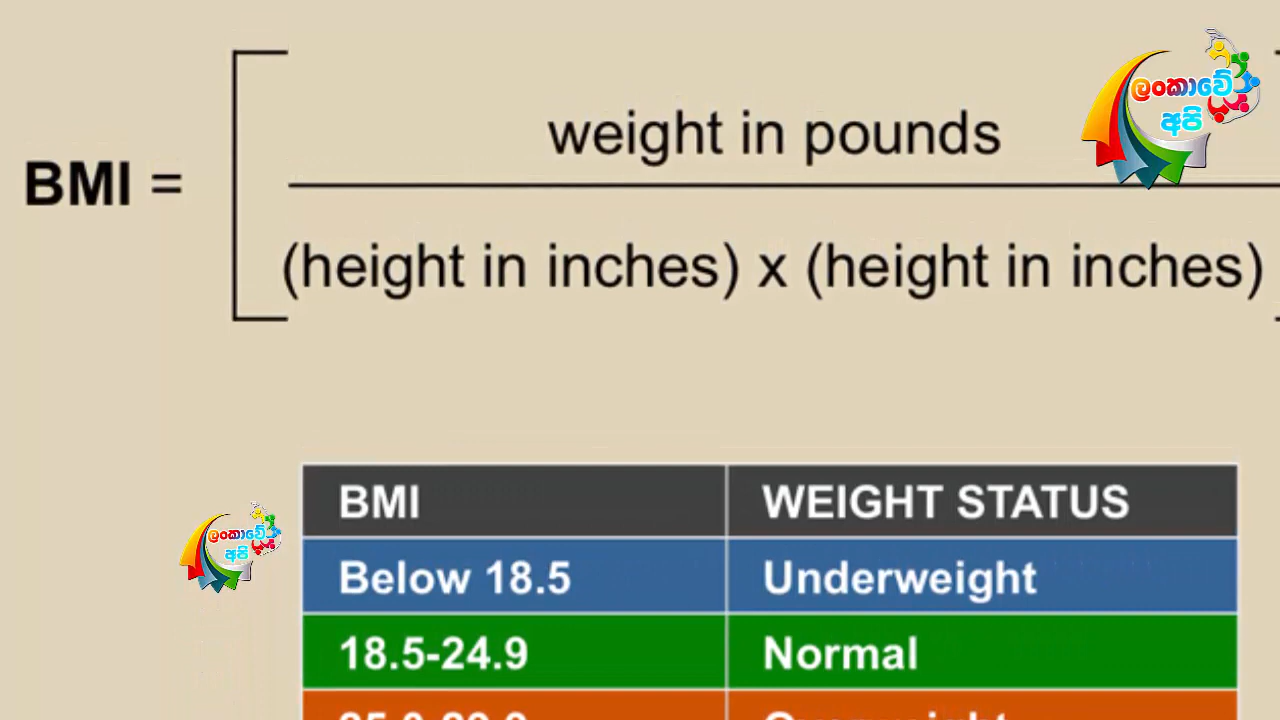 ලංකාවේ
අපි
weight in pounds
BMI =
(height in inches) x (height in inches)
BMI WEIGHT STATUS
ලංකාවේ
අපි
Below 18.5 Underweight
18.5-24.9 Normal